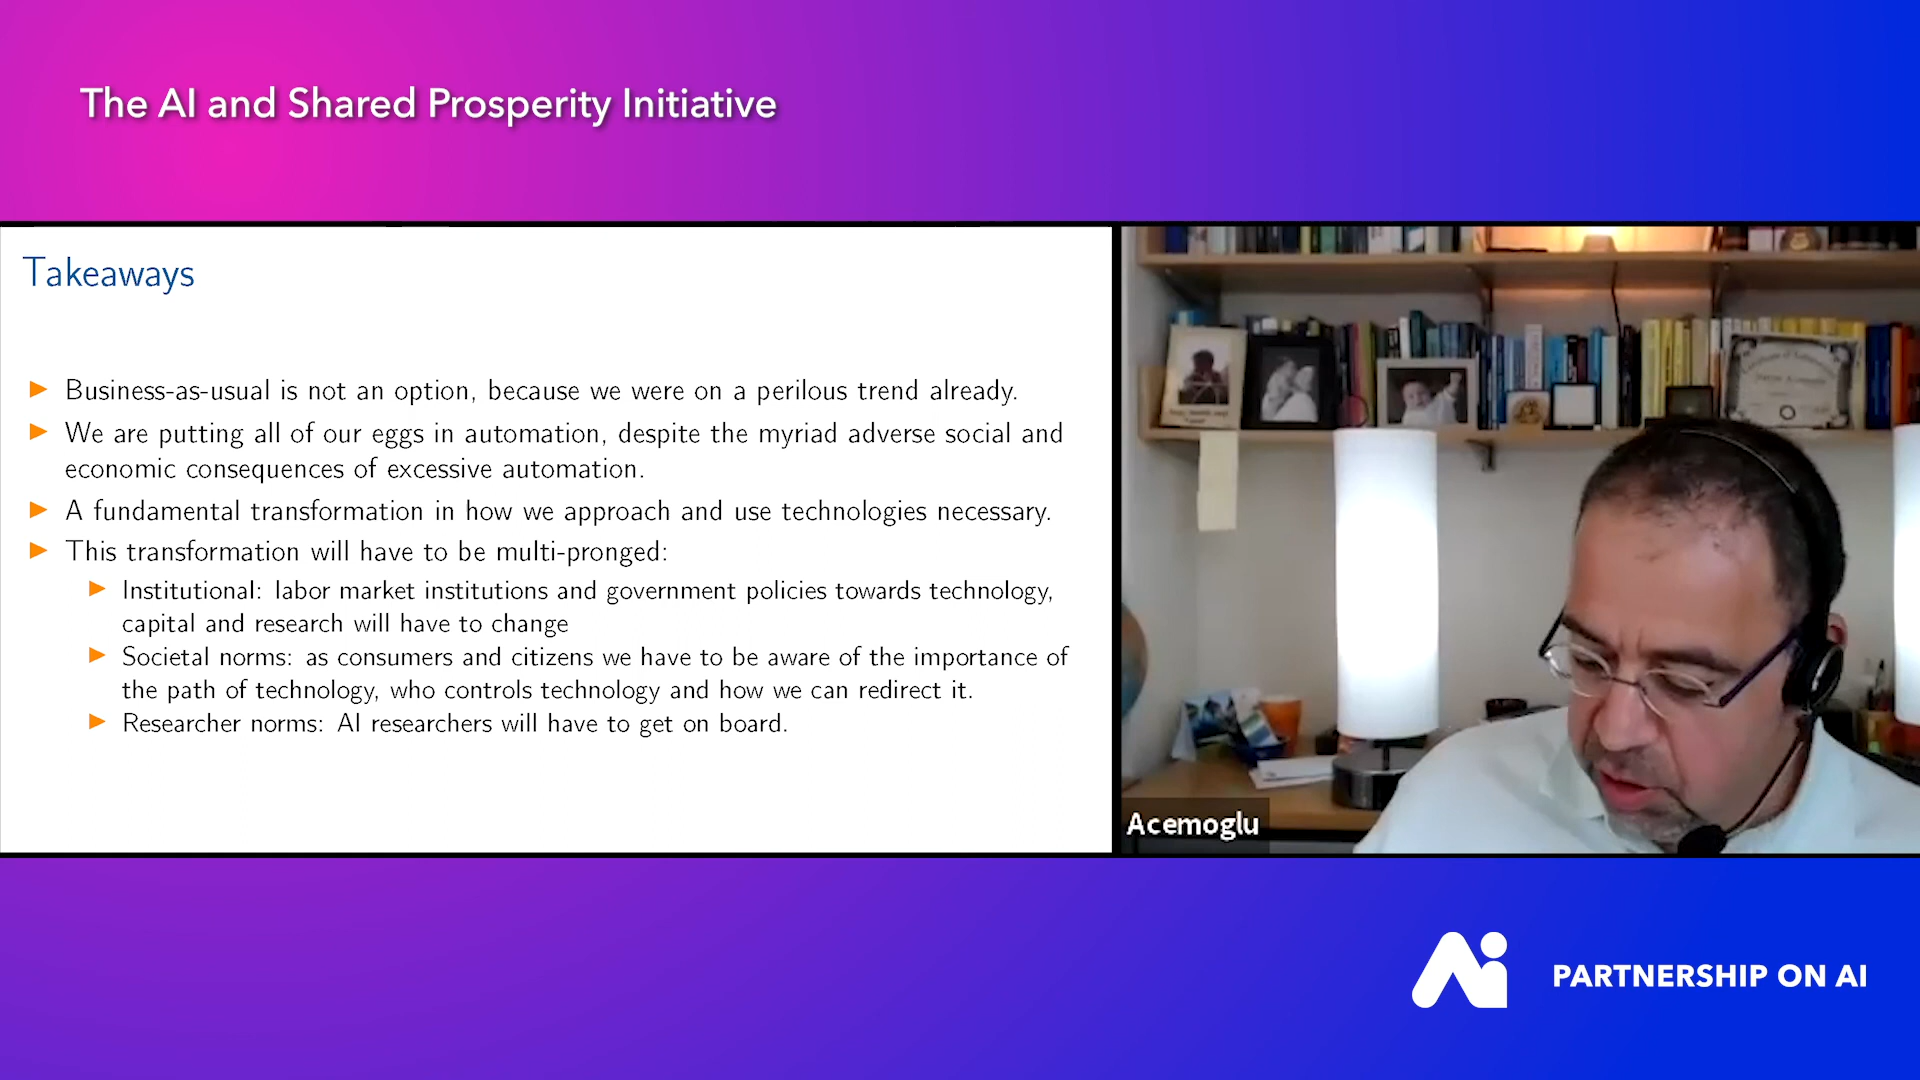 The AI and Shared Prosperity Initiative
Takeaways
Business-as-usual is not an option, because we were on a perilous trend already.
We are putting all of our eggs in automation, despite the myriad adverse social and
economic consequences of excessive automation.
A fundamental transformation in how we approach and use technologies necessary.
This transformation will have to be multi-pronged:
Institutional: labor market institutions and government policies towards technology,
capital and research will have to change
Societal norms: as consumers and citizens we have to be aware of the importance of
the path of technology, who controls technology and how we can redirect it.
Researcher norms: AI researchers will have to get on board.
Acemoglu
PARTNERSHIP ON AI